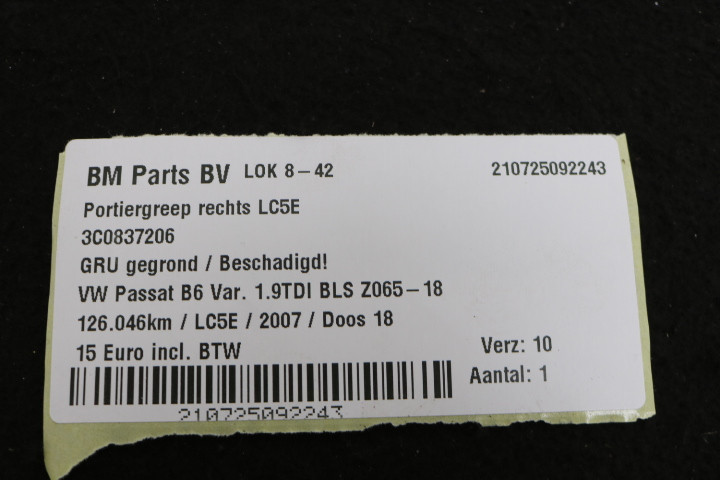 BM Parts BV LOK 8-42 210725092243
Portiergreep rechts LC5E
3C0837206
GRU gegrond / Beschadigd!
VW Passat B6 Var. 1.9TDI BLS Z065-18
126.046km / LC5E / 2007 / Doos 18
15 Euro incl. BTW Verz: 10
Aantal: 1
210725092243